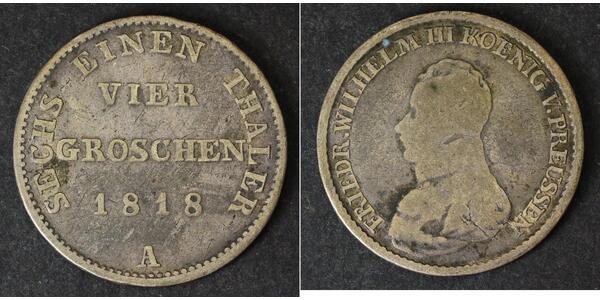 SECHS EINEN THALER
VIER
GROSCHEN
1818
A
FRIEDR. WILHELM III KOENIG V. PREUSSEN